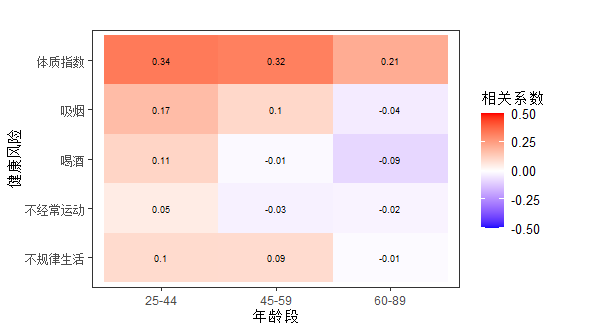 体质指数 0.34 0.32 0.21
吸烟 0.17 0.1 -0.04
喝酒 0.11 -0.01 -0.09
不经常运动 0.05 -0.03 -0.02
不规律生活 0.1 0.09 -0.01
25-44 45-59 60-89
年龄段
健康风险
相关系数
0.50
0.25
0.00
-0.25
-0.50